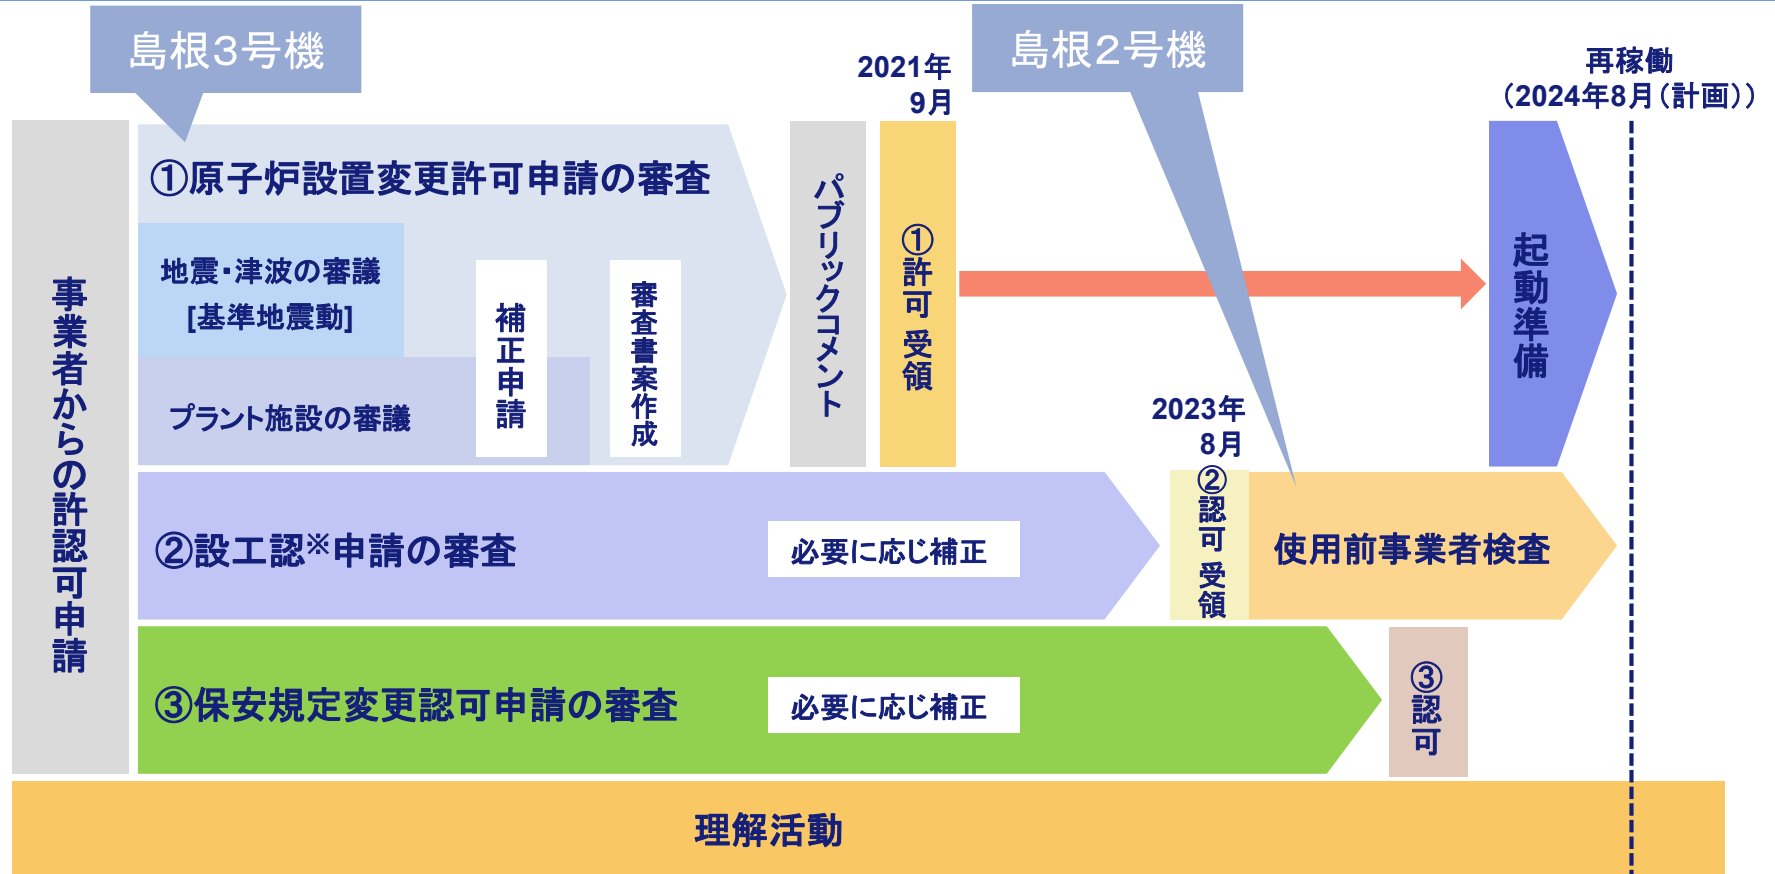 島根３号機
島根２号機
2021年
9月
再稼働
（2024年8月（計画））
事業者からの許認可申請
①原子炉設置変更許可申請の審査
地震・津波の審議
[基準地震動]
プラント施設の審議
補正申請
審査書案作成
パブリックコメント
①許可 受領
起動準備
2023年
8月
②設工認※申請の審査
必要に応じ補正
②認可 受領
使用前事業者検査
③保安規定変更認可申請の審査
必要に応じ補正
③認可
理解活動